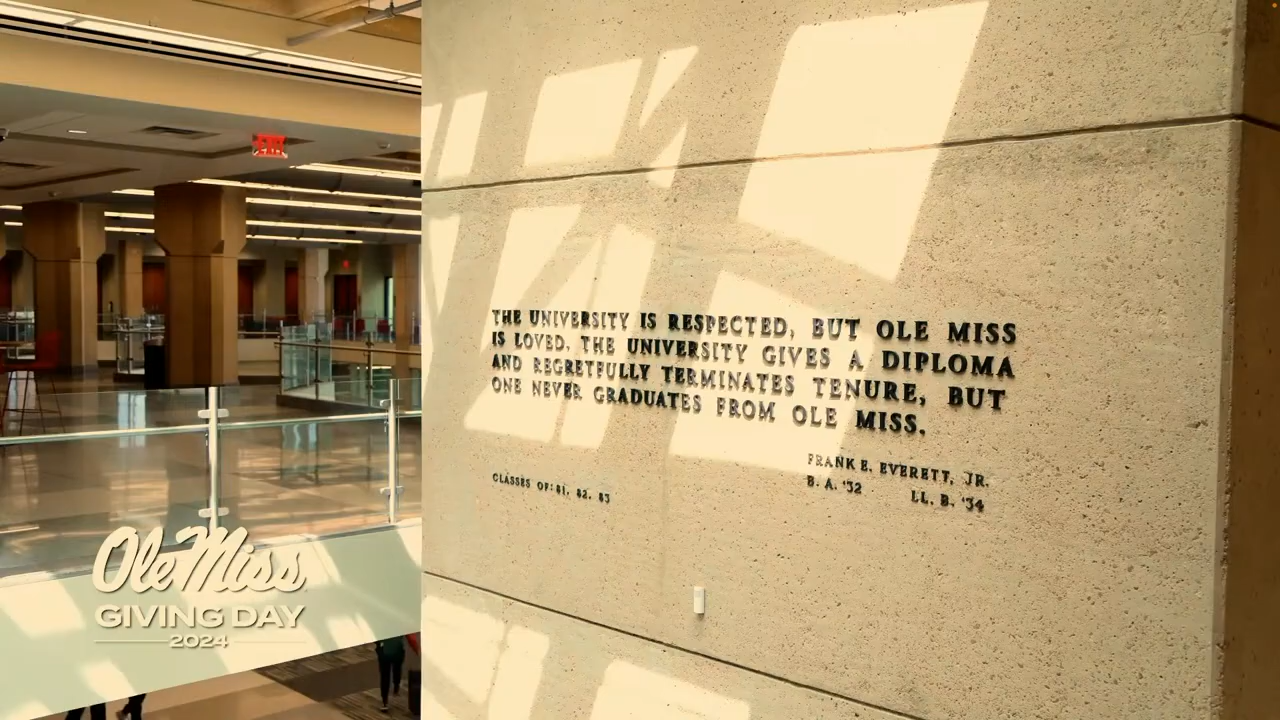 EXIT
THE UNIVERSITY IS RESPECTED, BUT OLE MISS
IS LOVED. THE UNIVERSITY GIVES A DIPLOMA
AND REGRETFULLY TERMINATES TENURE, BUT
ONE NEVER GRADUATES FROM OLE MISS.
FRANK E. EVERETT, JR.
B. A. '32 LL. B. '34
CLASSES OF: 81, 82, 83
Ole Miss
GIVING DAY
2024